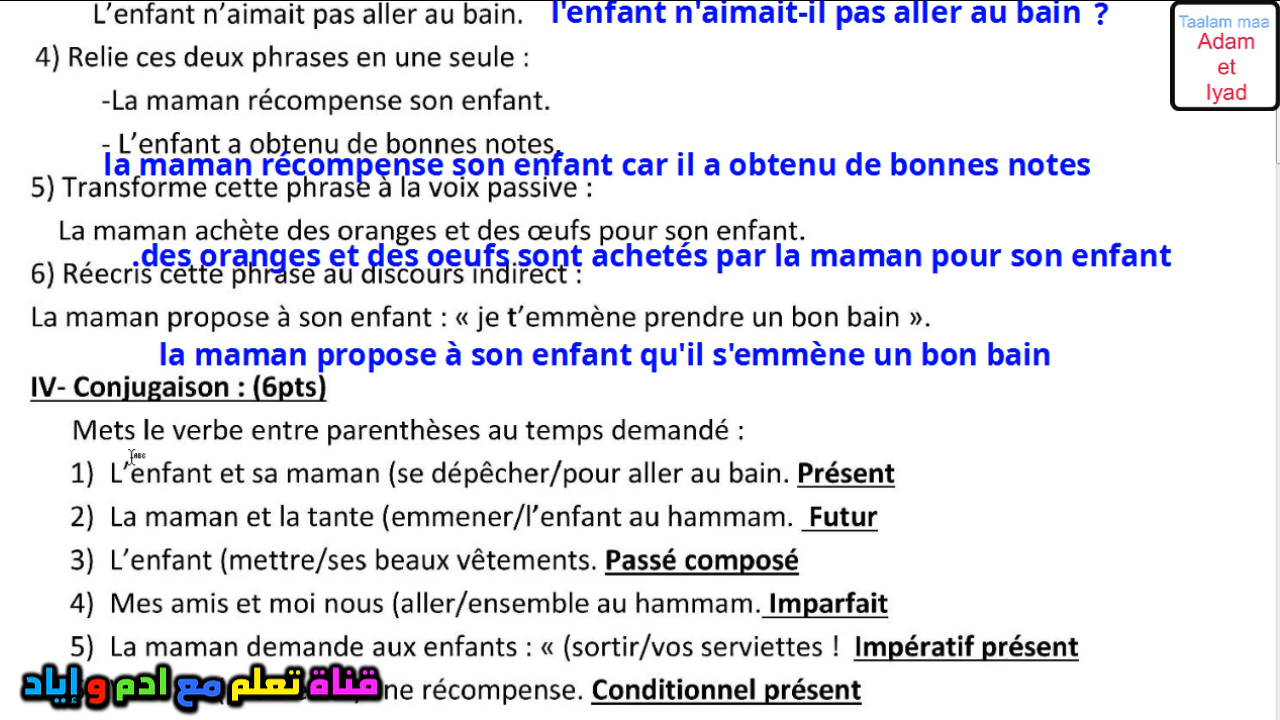 L'enfant n'aimait pas aller au bain. l'enfant n'aimait-il pas aller au bain ?
Taalam maa
Adam
et
Iyad
4) Relie ces deux phrases en une seule :
-La maman récompense son enfant.
- L'enfant a obtenu de bonnes notes.
la maman récompense son enfant car il a obtenu de bonnes notes
5) Transforme cette phrase à la voix passive :
La maman achète des oranges et des œufs pour son enfant.
.des oranges et des oeufs sont achetés par la maman pour son enfant
6) Réecris cette phrase au discours indirect :
La maman propose à son enfant : « je t'emmène prendre un bon bain ».
la maman propose à son enfant qu'il s'emmène un bon bain
IV- Conjugaison : (6pts)
Mets le verbe entre parenthèses au temps demandé :
1) L'enfant et sa maman (se dépêcher/pour aller au bain. Présent
2) La maman et la tante (emmener/l'enfant au hammam. Futur
3) L'enfant (mettre/ses beaux vêtements. Passé composé
4) Mes amis et moi nous (aller/ensemble au hammam. Imparfait
5) La maman demande aux enfants : « (sortir/vos serviettes ! Impératif présent
قناة تعلم مع ادم و إياد
ne récompense. Conditionnel présent